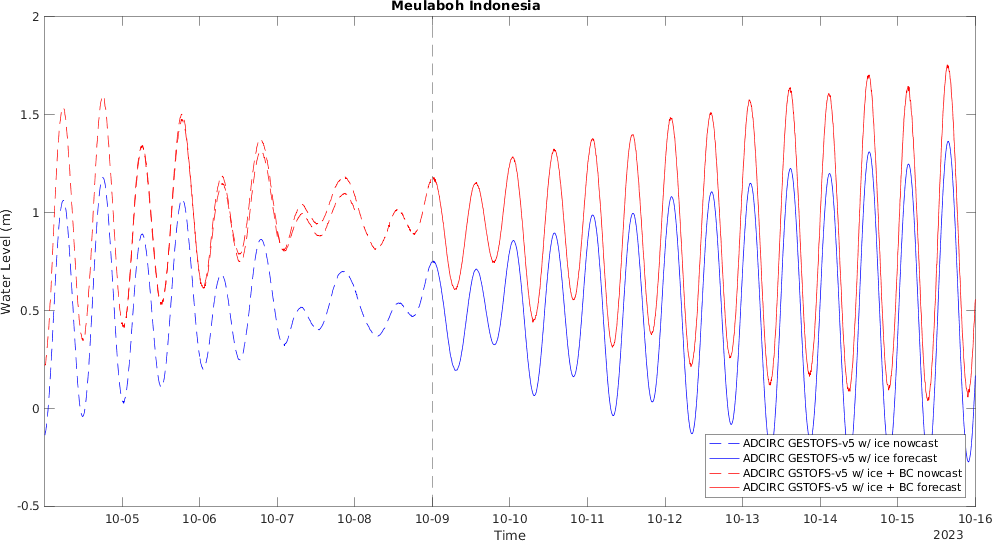 Meulaboh Indonesia
2
1.5
1
0.5
0
-0.5
Water Level (m)
10-05
10-06
10-07
10-08
10-09
10-10
10-11
10-12
10-13
10-14
10-15
10-16
Time
2023
ADCIRC GESTOFS-v5 w/ ice nowcast
ADCIRC GESTOFS-v5 w/ ice forecast
ADCIRC GSTOFS-v5 w/ ice + BC nowcast
ADCIRC GSTOFS-v5 w/ ice + BC forecast